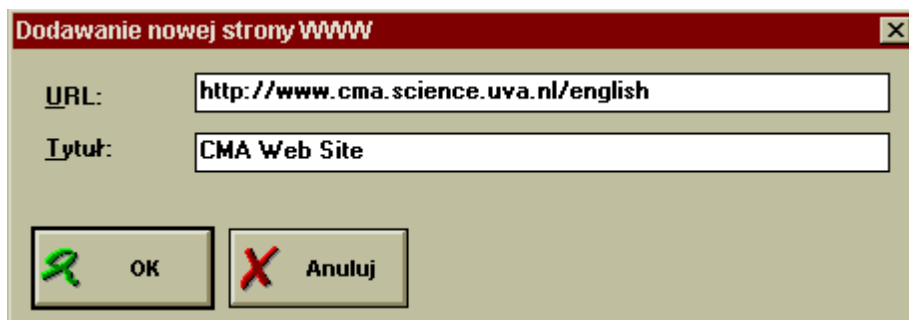 Dodawanie nowej strony WWW
URL: http://www.cma.science.uva.nl/english
Tytuł: CMA Web Site
OK Anuluj